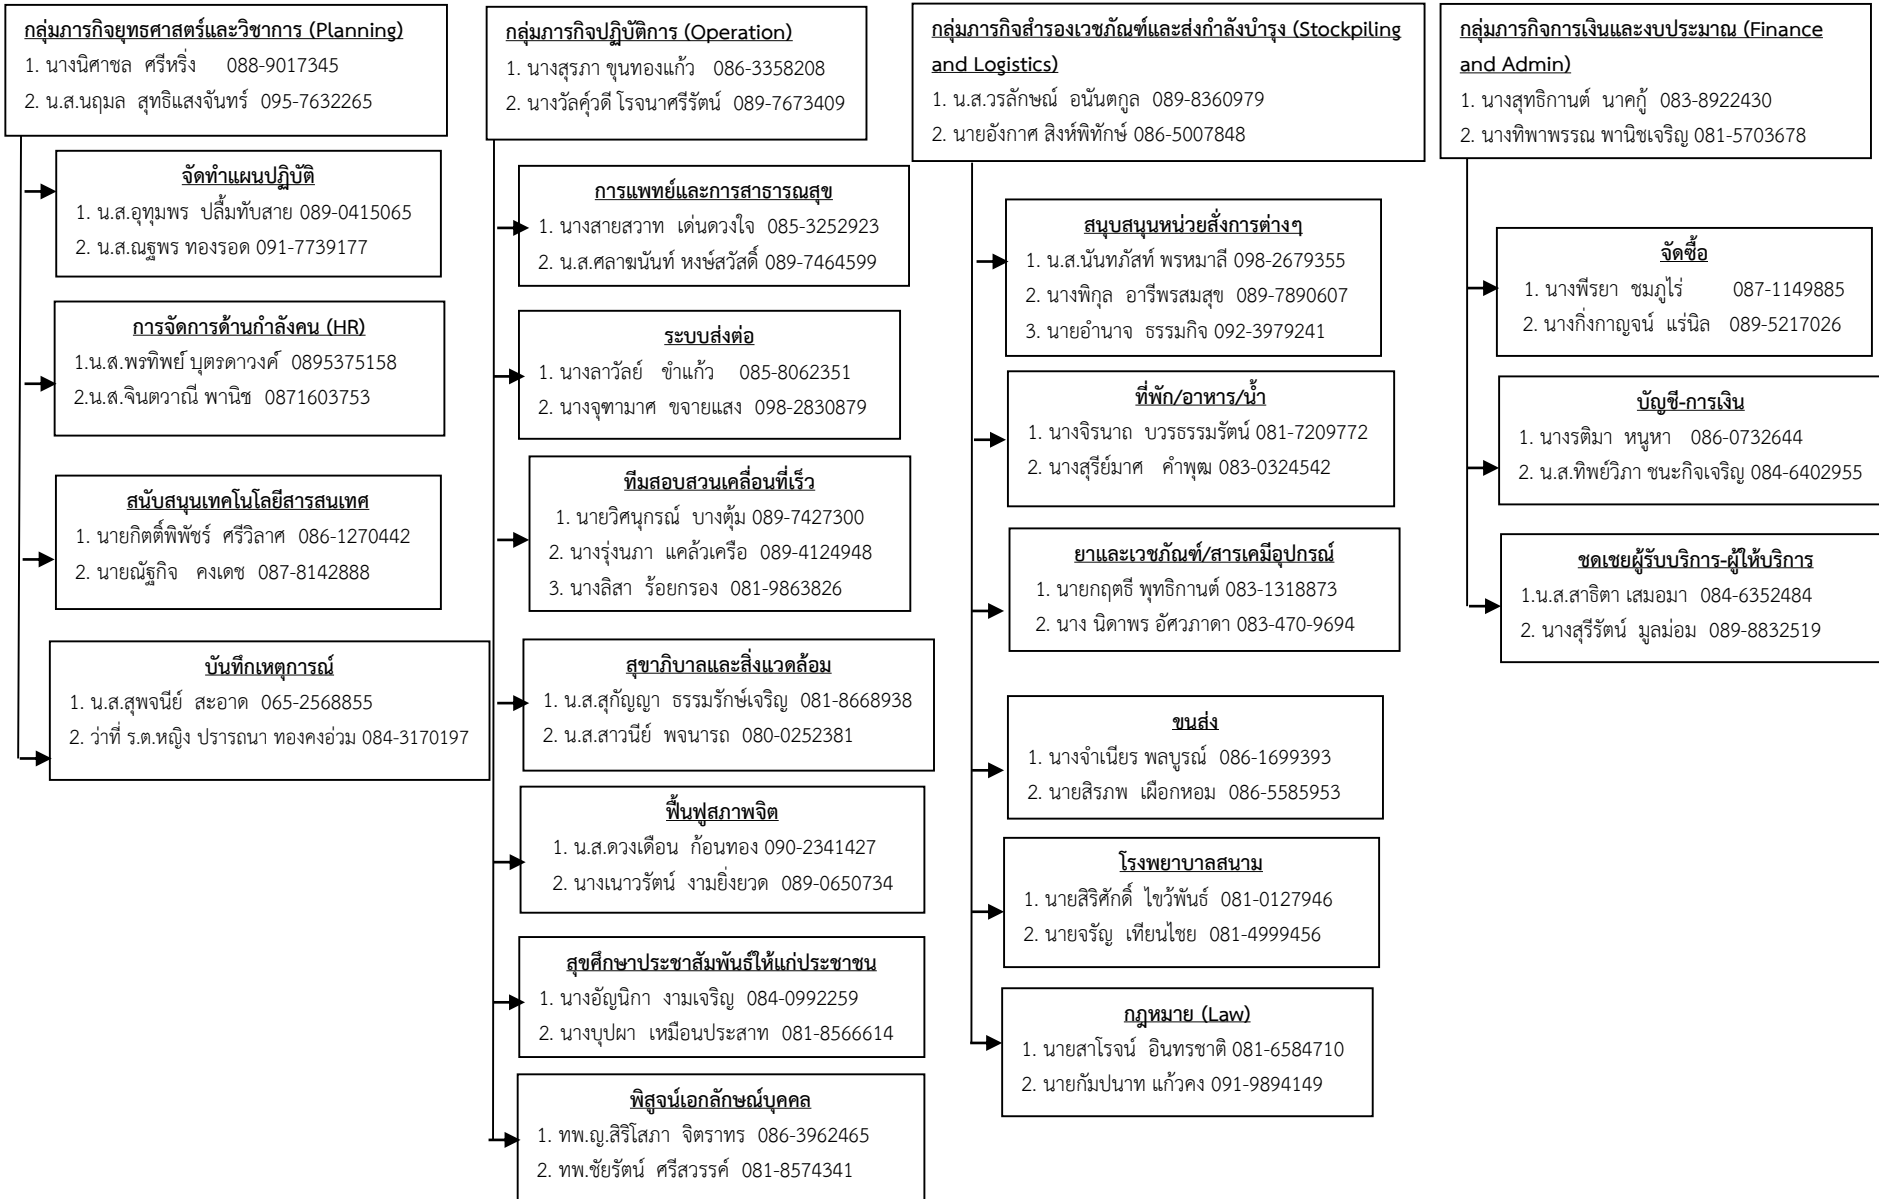 กลุ่มภารกิจยุทธศาสตร์และวิชาการ (Planning)
1. นางนิศาชล ศรีหริ่ง 088-9017345
2. น.ส.นฤมล สุทธิแสงจันทร์ 095-7632265
จัดทำแผนปฏิบัติ
1. น.ส.อุทุมพร ปลื้มทับสาย 089-0415065
2. น.ส.ณฐพร ทองรอด 091-7739177
การจัดการด้านกำลังคน (HR)
1.น.ส.พรทิพย์ บุตรดาวงค์ 0895375158
2.น.ส.จินตวาณี พานิช 0871603753
สนับสนุนเทคโนโลยีสารสนเทศ
1. นายกิตติ์พิพัชร์ ศรีวิลาศ 086-1270442
2. นายณัฐกิจ คงเดช 087-8142888
บันทึกเหตุการณ์
1. น.ส.สุพจนีย์ สะอาด 065-2568855
2. ว่าที่ ร.ต.หญิง ปรารถนา ทองคงอ่วม 084-3170197
กลุ่มภารกิจปฏิบัติการ (Operation)
1. นางสุรภา ขุนทองแก้ว 086-3358208
2. นางวัลคุ์วดี โรจนาศรีรัตน์ 089-7673409
การแพทย์และการสาธารณสุข
1. นางสายสวาท เด่นดวงใจ 085-3252923
2. น.ส.ศลาฆนันท์ หงษ์สวัสดิ์ 089-7464599
ระบบส่งต่อ
1. นางลาวัลย์ ขำแก้ว 085-8062351
2. นางจุฑามาศ ขจายแสง 098-2830879
ทีมสอบสวนเคลื่อนที่เร็ว
1. นายวิศนุกรณ์ บางตุ้ม 089-7427300
2. นางรุ่งนภา แคล้วเครือ 089-4124948
3. นางลิสา ร้อยกรอง 081-9863826
สุขาภิบาลและสิ่งแวดล้อม
1. น.ส.สุกัญญา ธรรมรักษ์เจริญ 081-8668938
2. น.ส.สาวนีย์ พจนารถ 080-0252381
ฟื้นฟูสภาพจิต
1. น.ส.ดวงเดือน ก้อนทอง 090-2341427
2. นางเนาวรัตน์ งามยิ่งยวด 089-0650734
สุขศึกษาประชาสัมพันธ์ให้แก่ประชาชน
1. นางอัญนิกา งามเจริญ 084-0992259
2. นางบุปผา เหมือนประสาท 081-8566614
พิสูจน์เอกลักษณ์บุคคล
1. ทพ.ญ.สิริโสภา จิตราทร 086-3962465
2. ทพ.ชัยรัตน์ ศรีสวรรค์ 081-8574341
กลุ่มภารกิจสำรองเวชภัณฑ์และส่งกำลังบำรุง (Stockpiling
and Logistics)
1. น.ส.วรลักษณ์ อนันตกูล 089-8360979
2. นายอังกาศ สิงห์พิทักษ์ 086-5007848
สนุบสนุนหน่วยสั่งการต่างๆ
1. น.ส.นันทภัสท์ พรหมาลี 098-2679355
2. นางพิกุล อารีพรสมสุข 089-7890607
3. นายอำนาจ ธรรมกิจ 092-3979241
ที่พัก/อาหาร/น้ำ
1. นางจิรนาถ บวรธรรมรัตน์ 081-7209772
2. นางสุรีย์มาศ คำพุฒ 083-0324542
ยาและเวชภัณฑ์/สารเคมีอุปกรณ์
1. นายกฤตธี พุทธิกานต์ 083-1318873
2. นาง นิดาพร อัศวภาดา 083-470-9694
ขนส่ง
1. นางจำเนียร พลบูรณ์ 086-1699393
2. นายสิรภพ เผือกหอม 086-5585953
โรงพยาบาลสนาม
1. นายสิริศักดิ์ ไขว้พันธ์ 081-0127946
2. นายจรัญ เทียนไชย 081-4999456
กฎหมาย (Law)
1. นายสาโรจน์ อินทรชาติ 081-6584710
2. นายกัมปนาท แก้วคง 091-9894149
กลุ่มภารกิจการเงินและงบประมาณ (Finance
and Admin)
1. นางสุทธิกานต์ นาคกู้ 083-8922430
2. นางทิพาพรรณ พานิชเจริญ 081-5703678
จัดซื้อ
1. นางพีรยา ชมภูไร่ 087-1149885
2. นางกิ่งกาญจน์ แร่นิล 089-5217026
บัญชี-การเงิน
1. นางรติมา หนูหา 086-0732644
2. น.ส.ทิพย์วิภา ชนะกิจเจริญ 084-6402955
ชดเชยผู้รับบริการ-ผู้ให้บริการ
1.น.ส.สาธิตา เสมอมา 084-6352484
2. นางสุรีรัตน์ มูลม่อม 089-8832519